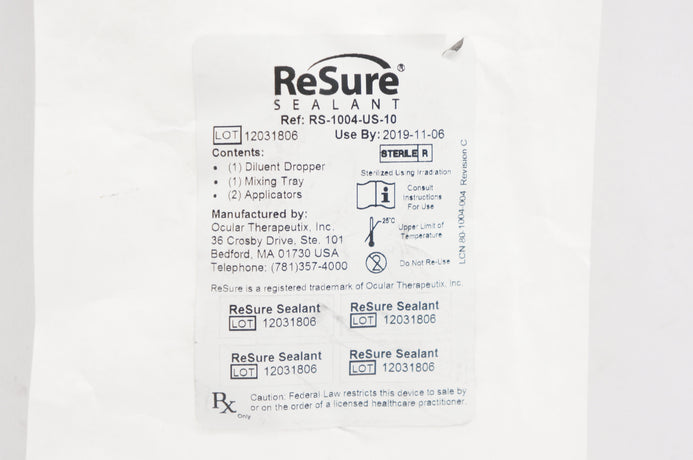 ReSure®
SEALANT
Ref: RS-1004-US-10
LOT 12031806 Use By: 2019-11-06
Contents:
• (1) Diluent Dropper
• (1) Mixing Tray
• (2) Applicators
STERILE R
Sterilized Using Irradiation
i
Consult
Instructions
For Use
25°C
Upper Limit of
Temperature
2
Do Not Re-Use
Manufactured by:
Ocular Therapeutix, Inc.
36 Crosby Drive, Ste. 101
Bedford, MA 01730 USA
Telephone: (781)357-4000
LCN 80-1004-004 Revision C
ReSure is a registered trademark of Ocular Therapeutix, Inc.
ReSure Sealant
LOT 12031806
ReSure Sealant
LOT 12031806
ReSure Sealant
LOT 12031806
ReSure Sealant
LOT 12031806
Rx Only
Caution: Federal Law restricts this device to sale by
or on the order of a licensed healthcare practitioner.